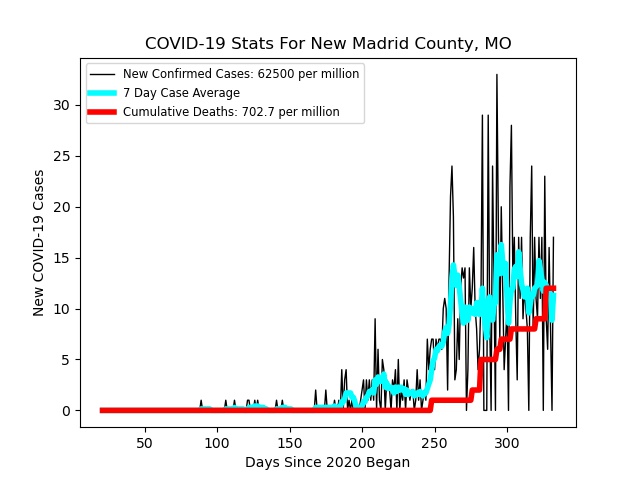 COVID-19 Stats For New Madrid County, MO
New Confirmed Cases: 62500 per million
7 Day Case Average
Cumulative Deaths: 702.7 per million
New COVID-19 Cases
30
25
20
15
10
5
0
50
100
150
200
250
300
Days Since 2020 Began